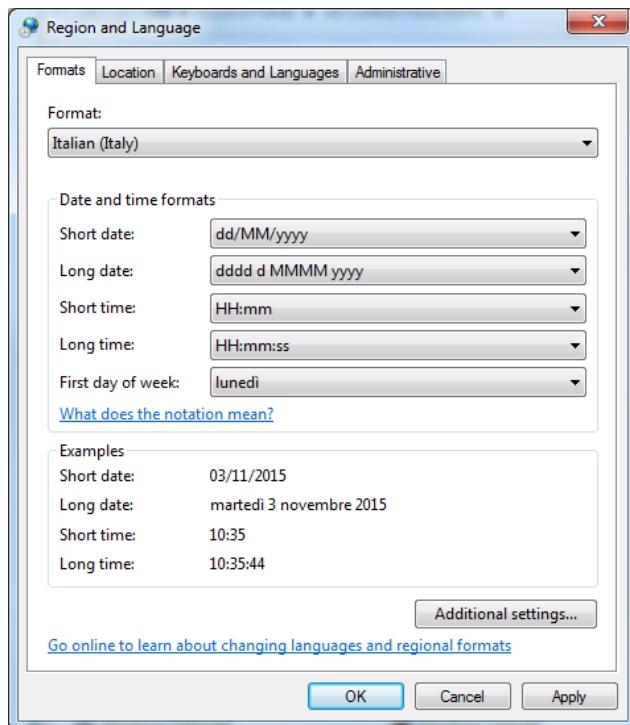 Region and Language
Formats Location Keyboards and Languages Administrative
Format:
Italian (Italy)
Date and time formats
Short date: dd/MM/yyyy
Long date: dddd d MMMM yyyy
Short time: HH:mm
Long time: HH:mm:ss
First day of week: lunedì
What does the notation mean?
Examples
Short date: 03/11/2015
Long date: martedì 3 novembre 2015
Short time: 10:35
Long time: 10:35:44
Additional settings...
Go online to learn about changing languages and regional formats
OK Cancel Apply